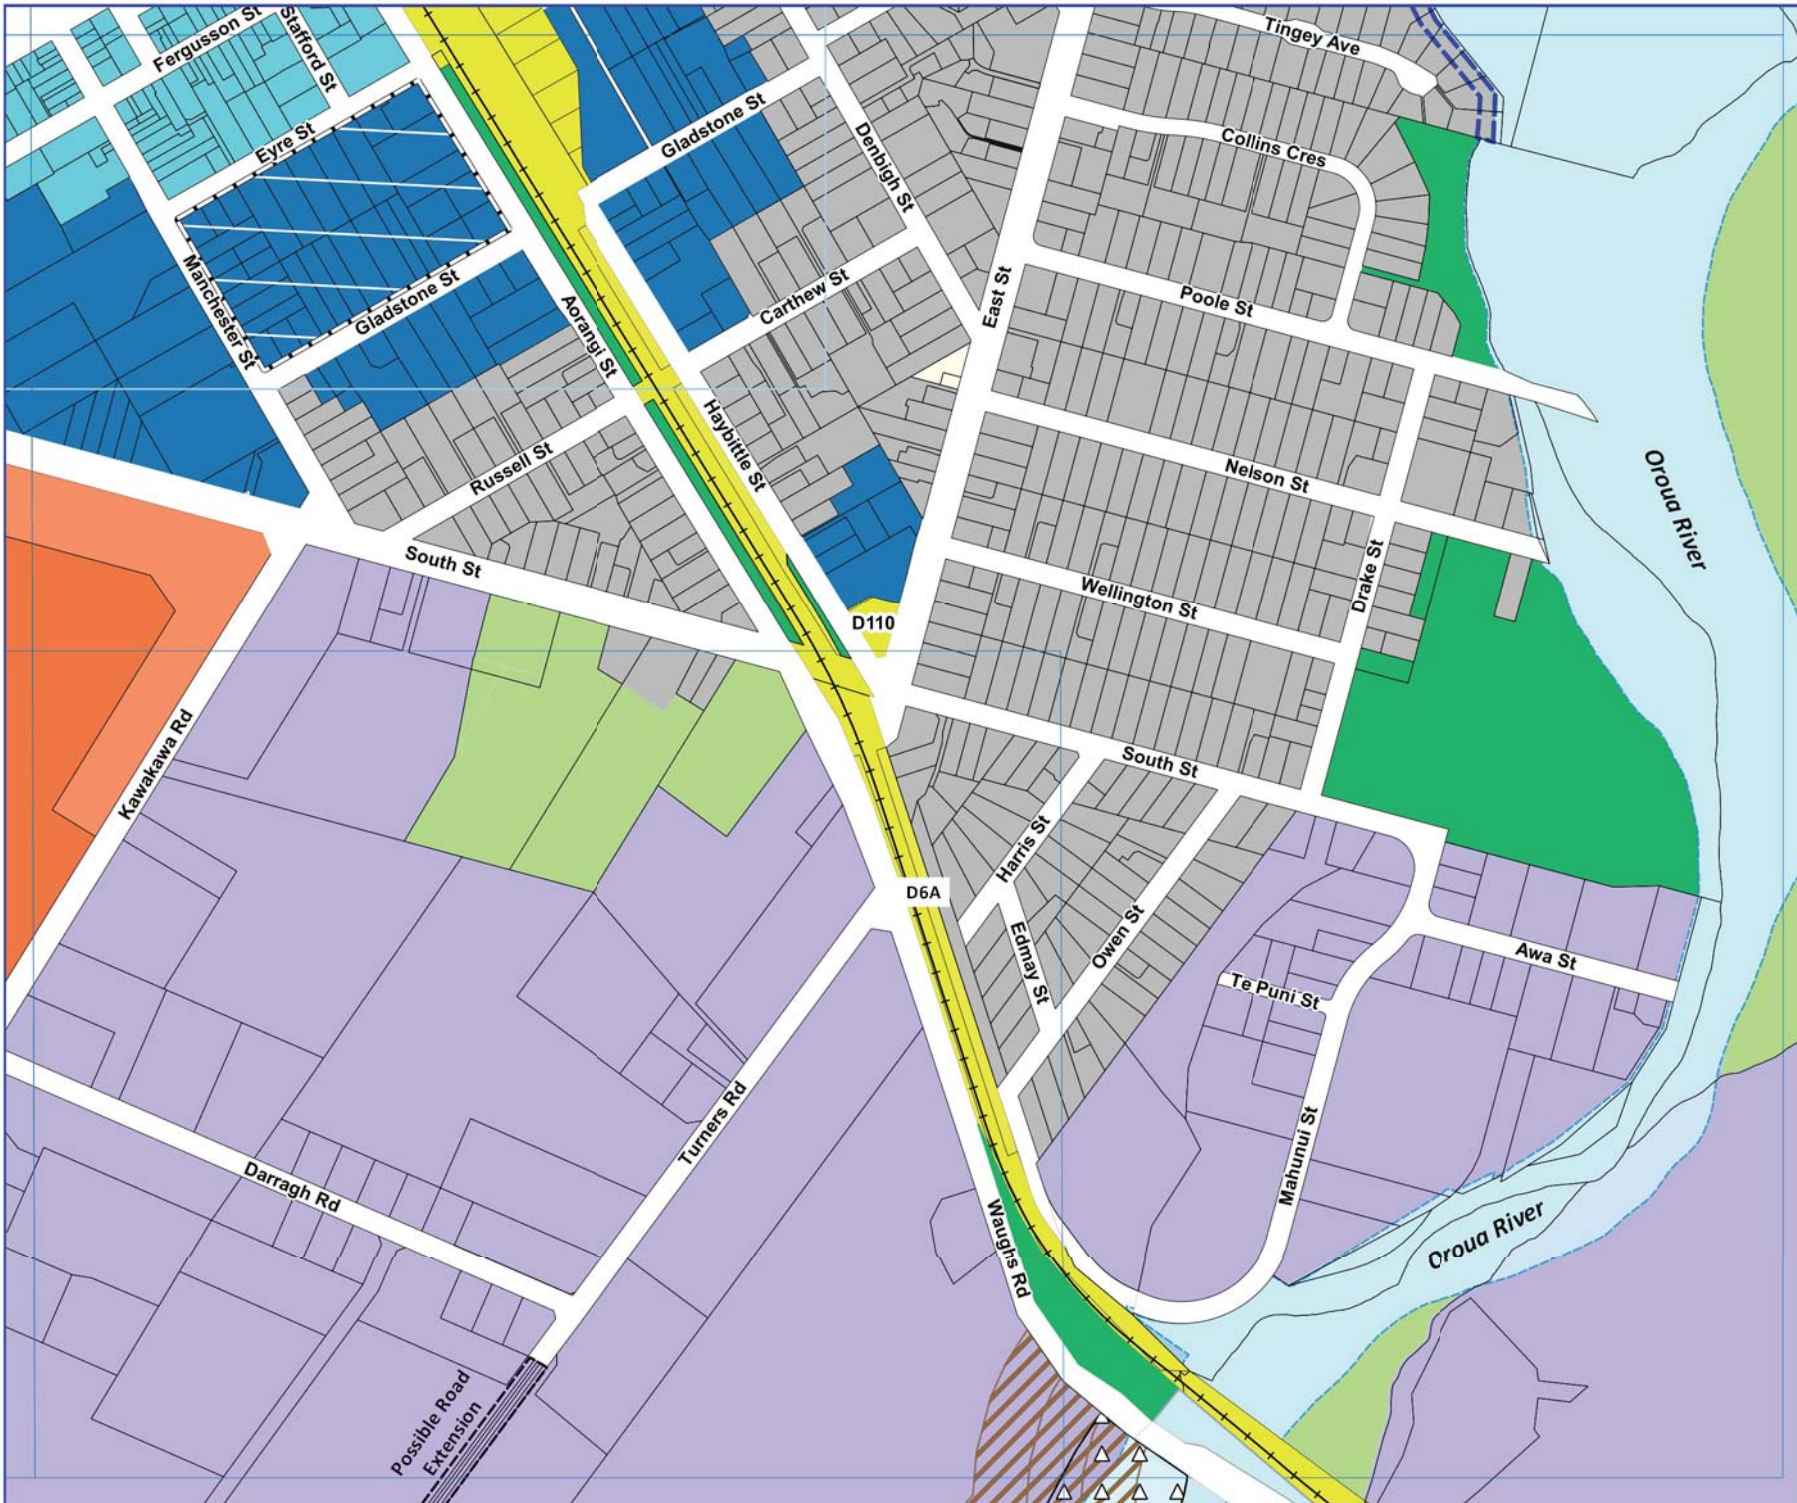 Fergusson St
Stafford St
Tingey Ave
Eyre St
Gladstone St
Denbigh St
Collins Cres
Manchester St
Gladstone St
Aorangi St
Carthew St
East St
Poole St
Haybittle St
Russell St
Nelson St
Oroua River
South St
Wellington St
Drake St
D110
Kawakawa Rd
South St
Harris St
D6A
Edmay St
Owen St
Awa St
Te Puni St
Turners Rd
Mahunui St
Darragh Rd
Waughs Rd
Oroua River
Possible Road
Extension